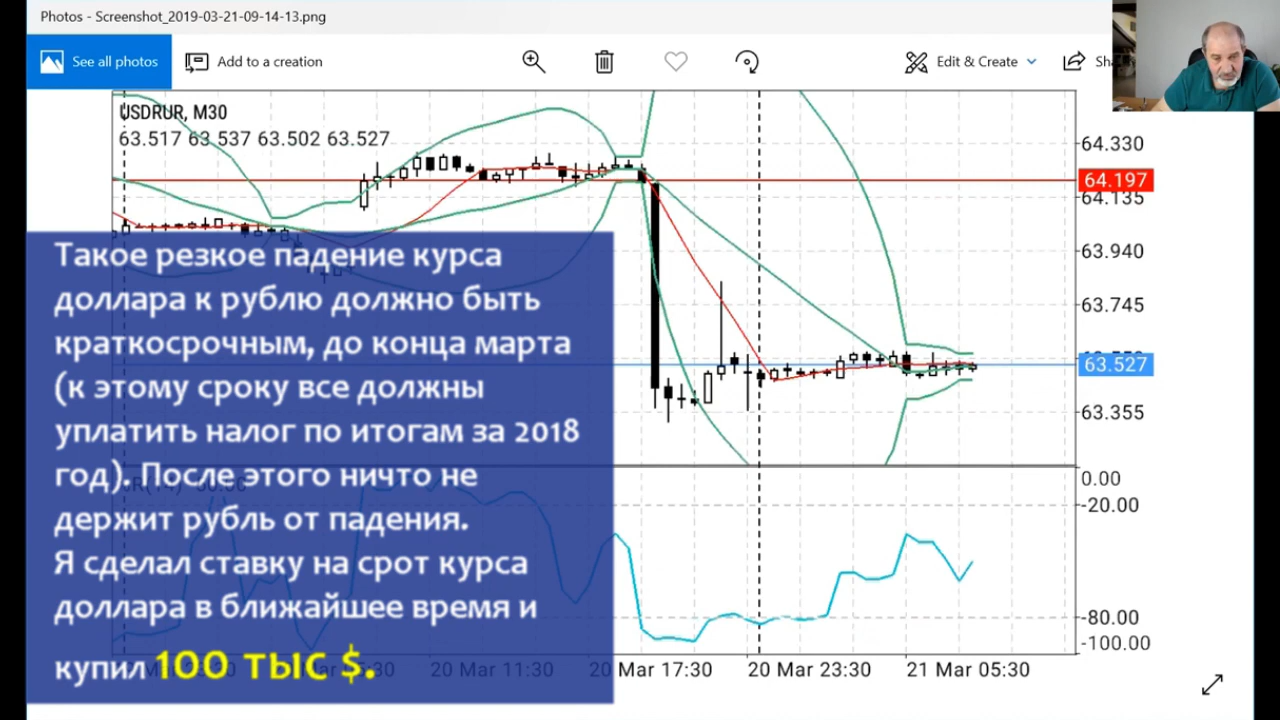 Photos - Screenshot_2019-03-21-09-14-13.png
See all photos
Add to a creation
Edit & Create
USDRUR, M30
63.517 63.537 63.502 63.527
64.330
64.197
64.135
63.940
63.745
63.527
63.355
Такое резкое падение курса
доллара к рублю должно быть
краткосрочным, до конца марта
(к этому сроку все должны
уплатить налог по итогам за 2018
год). После этого ничто не
держит рубль от падения.
Я сделал ставку на срот курса
доллара в ближайшее время и
купил 100 тыс $.
0.00
-20.00
-80.00
-100.00
20 Mar 11:30
20 Mar 17:30
20 Mar 23:30
21 Mar 05:30